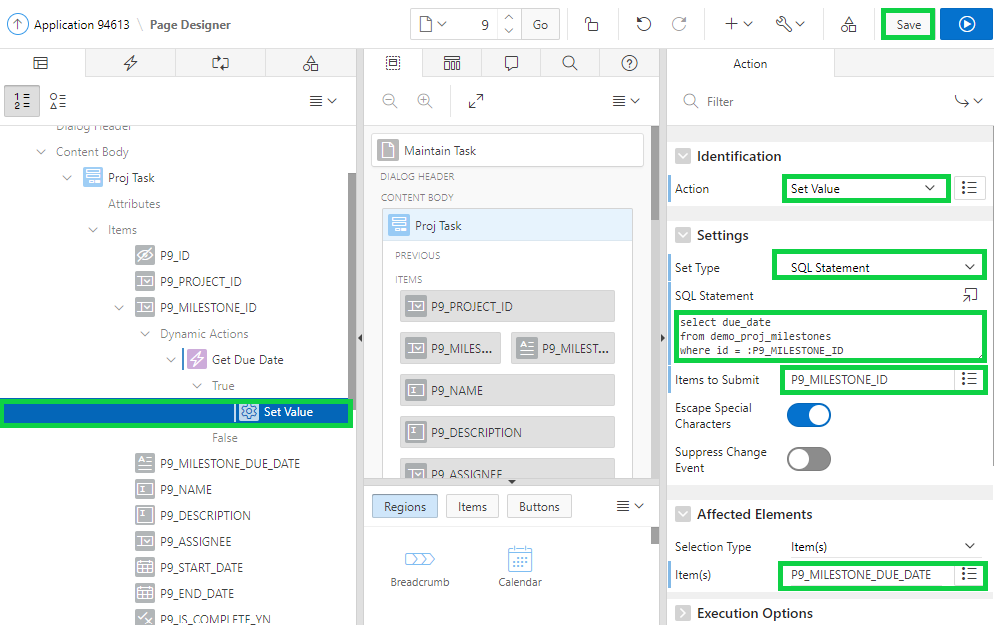 Application 94613 \ Page Designer
9
Go
Save
Dialog Header
Content Body
Proj Task
Attributes
Items
P9_ID
P9_PROJECT_ID
P9_MILESTONE_ID
Dynamic Actions
Get Due Date
True
Set Value
False
P9_MILESTONE_DUE_DATE
P9_NAME
P9_DESCRIPTION
P9_ASSIGNEE
P9_START_DATE
P9_END_DATE
P9_IS_COMPLETE_YN
Maintain Task
DIALOG HEADER
CONTENT BODY
Proj Task
PREVIOUS
ITEMS
P9_PROJECT_ID
P9_MILES...
P9_MILEST...
P9_NAME
P9_DESCRIPTION
P9_ASSIGNEE
Regions
Items
Buttons
Breadcrumb
Calendar
Action
Filter
Identification
Action
Set Value
Settings
Set Type
SQL Statement
SQL Statement
select due_date
from demo_proj_milestones
where id = :P9_MILESTONE_ID
Items to Submit
P9_MILESTONE_ID
Escape Special
Characters
Suppress Change
Event
Affected Elements
Selection Type
Item(s)
Item(s)
P9_MILESTONE_DUE_DATE
Execution Options